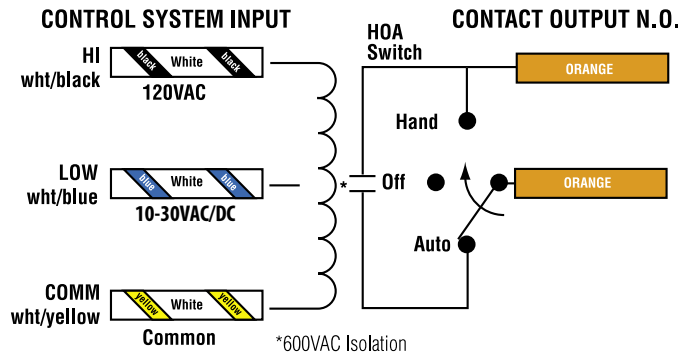 CONTROL SYSTEM INPUT
CONTACT OUTPUT N.O.
HI
wht/black
black White black
120VAC
LOW
wht/blue
blue White blue
10-30VAC/DC
COMM
wht/yellow
yellow White yellow
Common
HOA
Switch
ORANGE
Hand
* Off
ORANGE
Auto
*600VAC Isolation